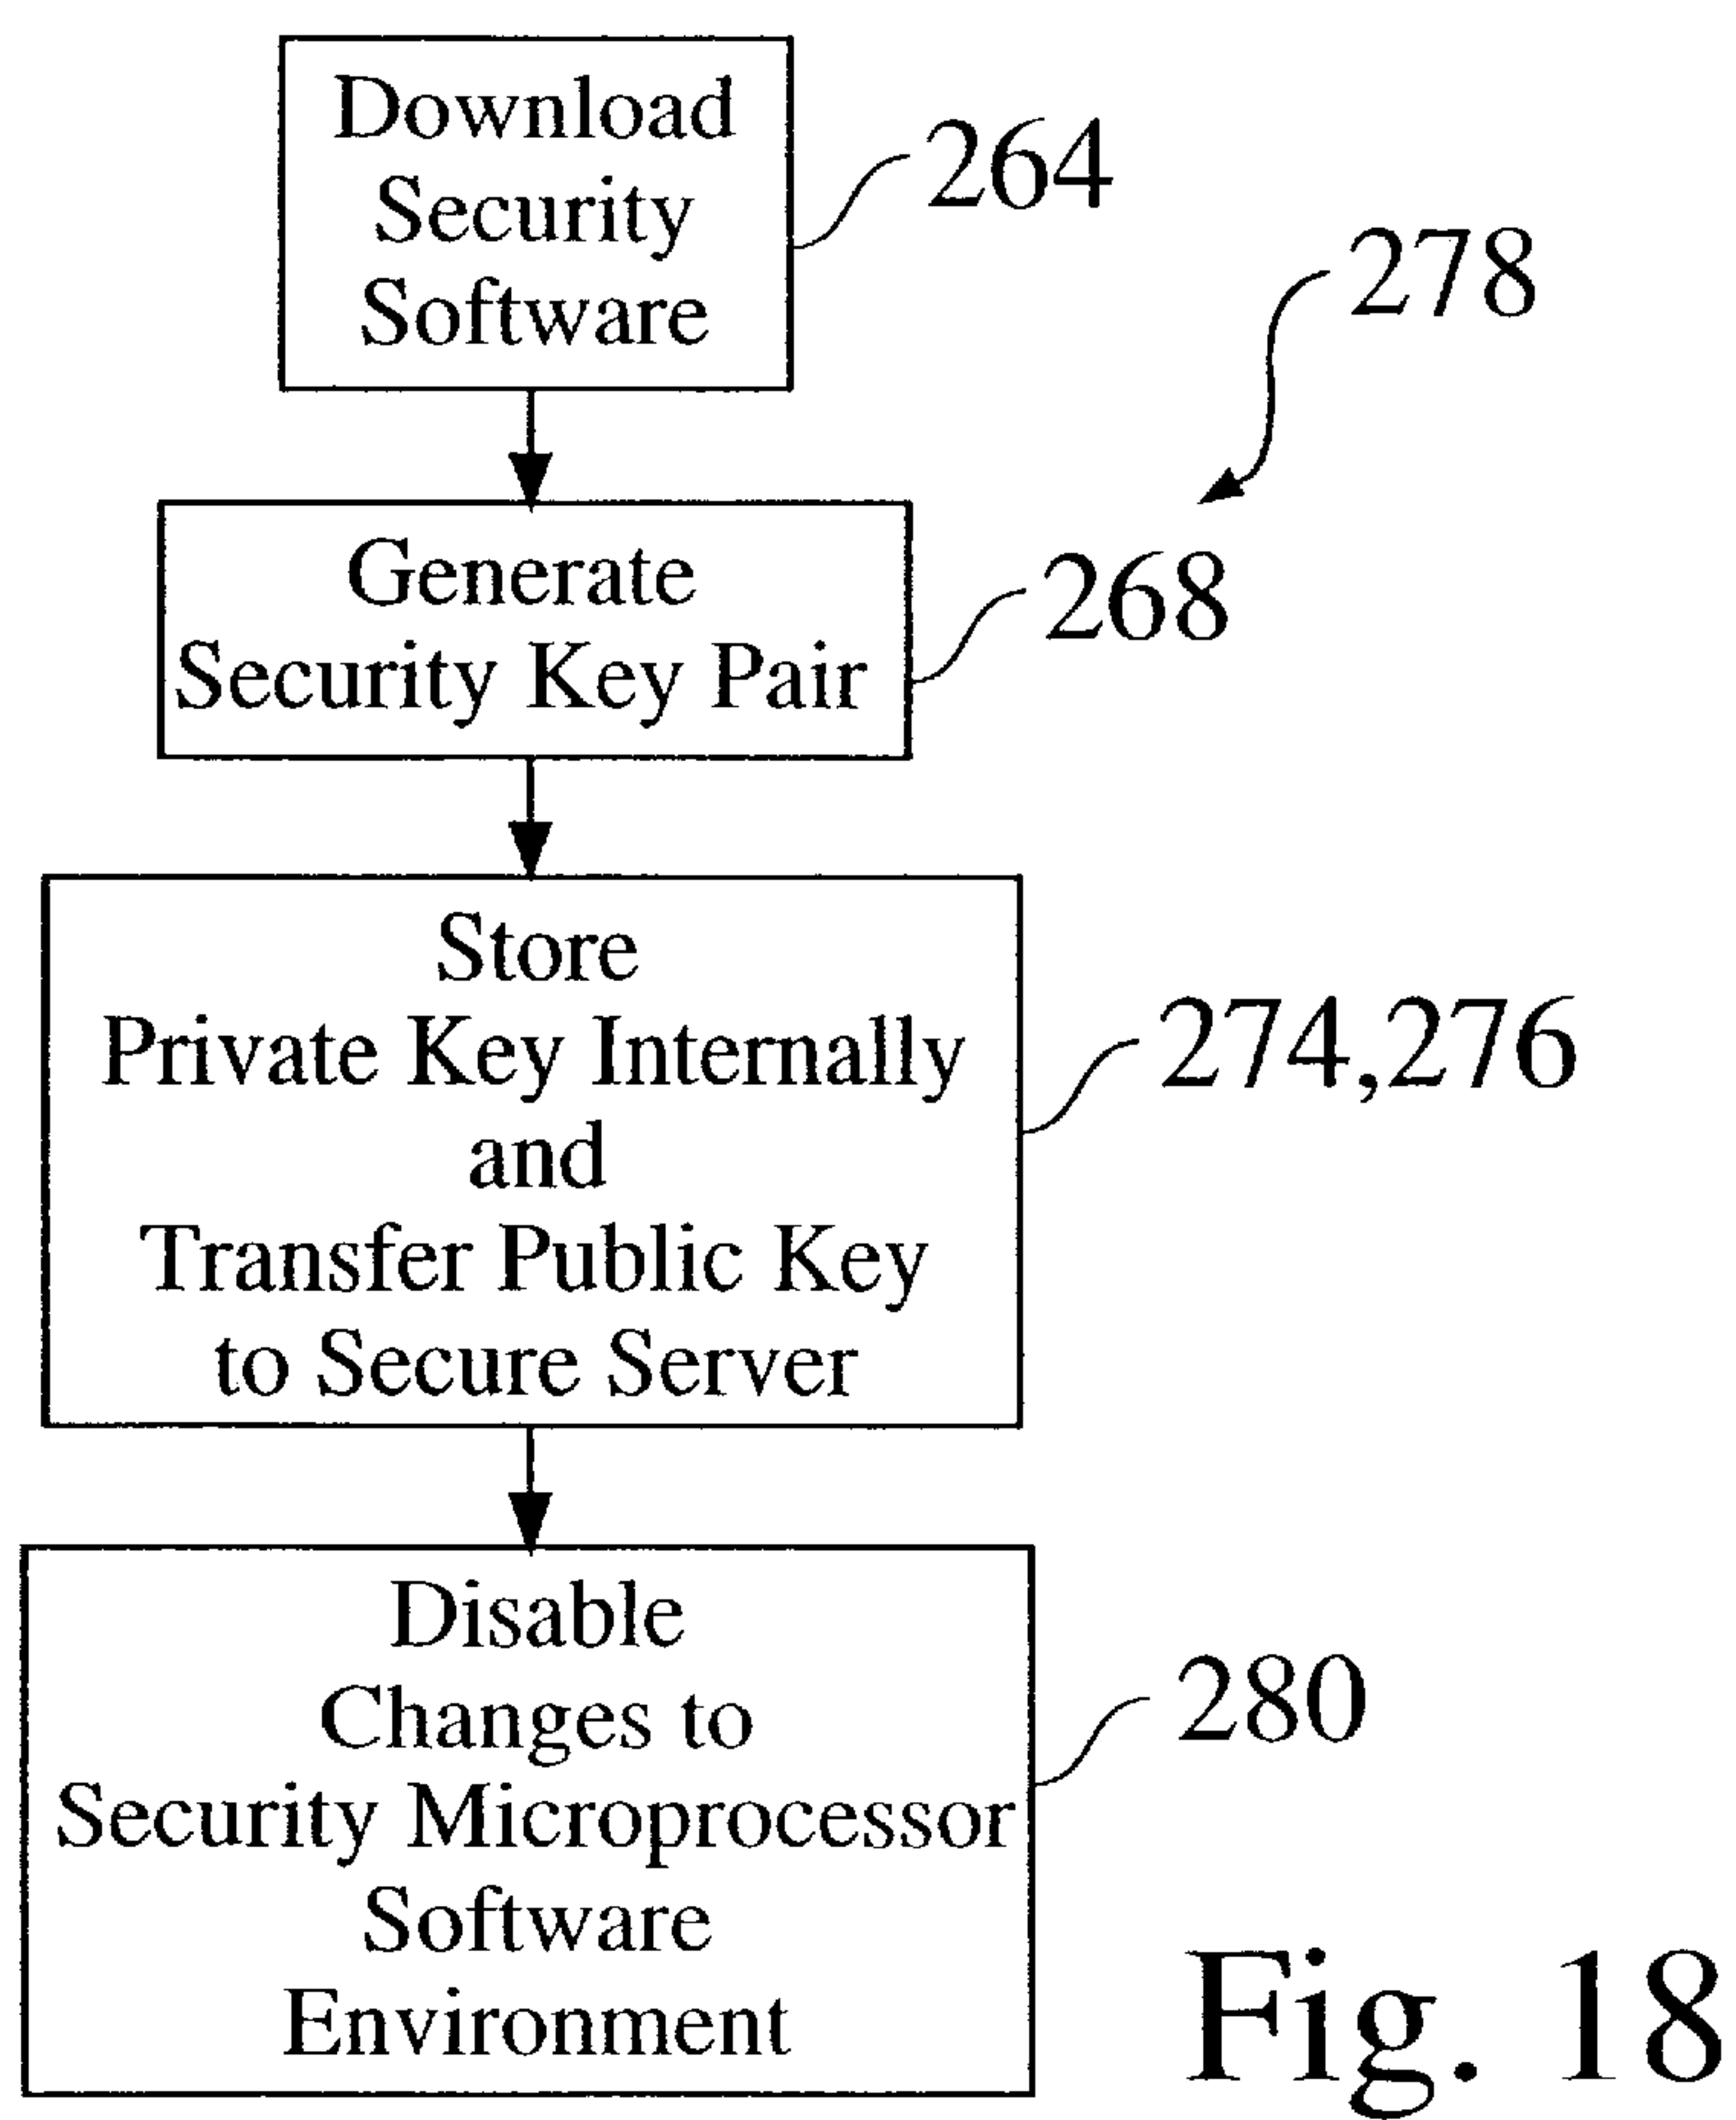 Download
Security
Software
264
278
Generate
Security Key Pair
268
Store
Private Key Internally
and
Transfer Public Key
to Secure Server
274,276
Disable
Changes to
Security Microprocessor
Software
Environment
280
Fig. 18